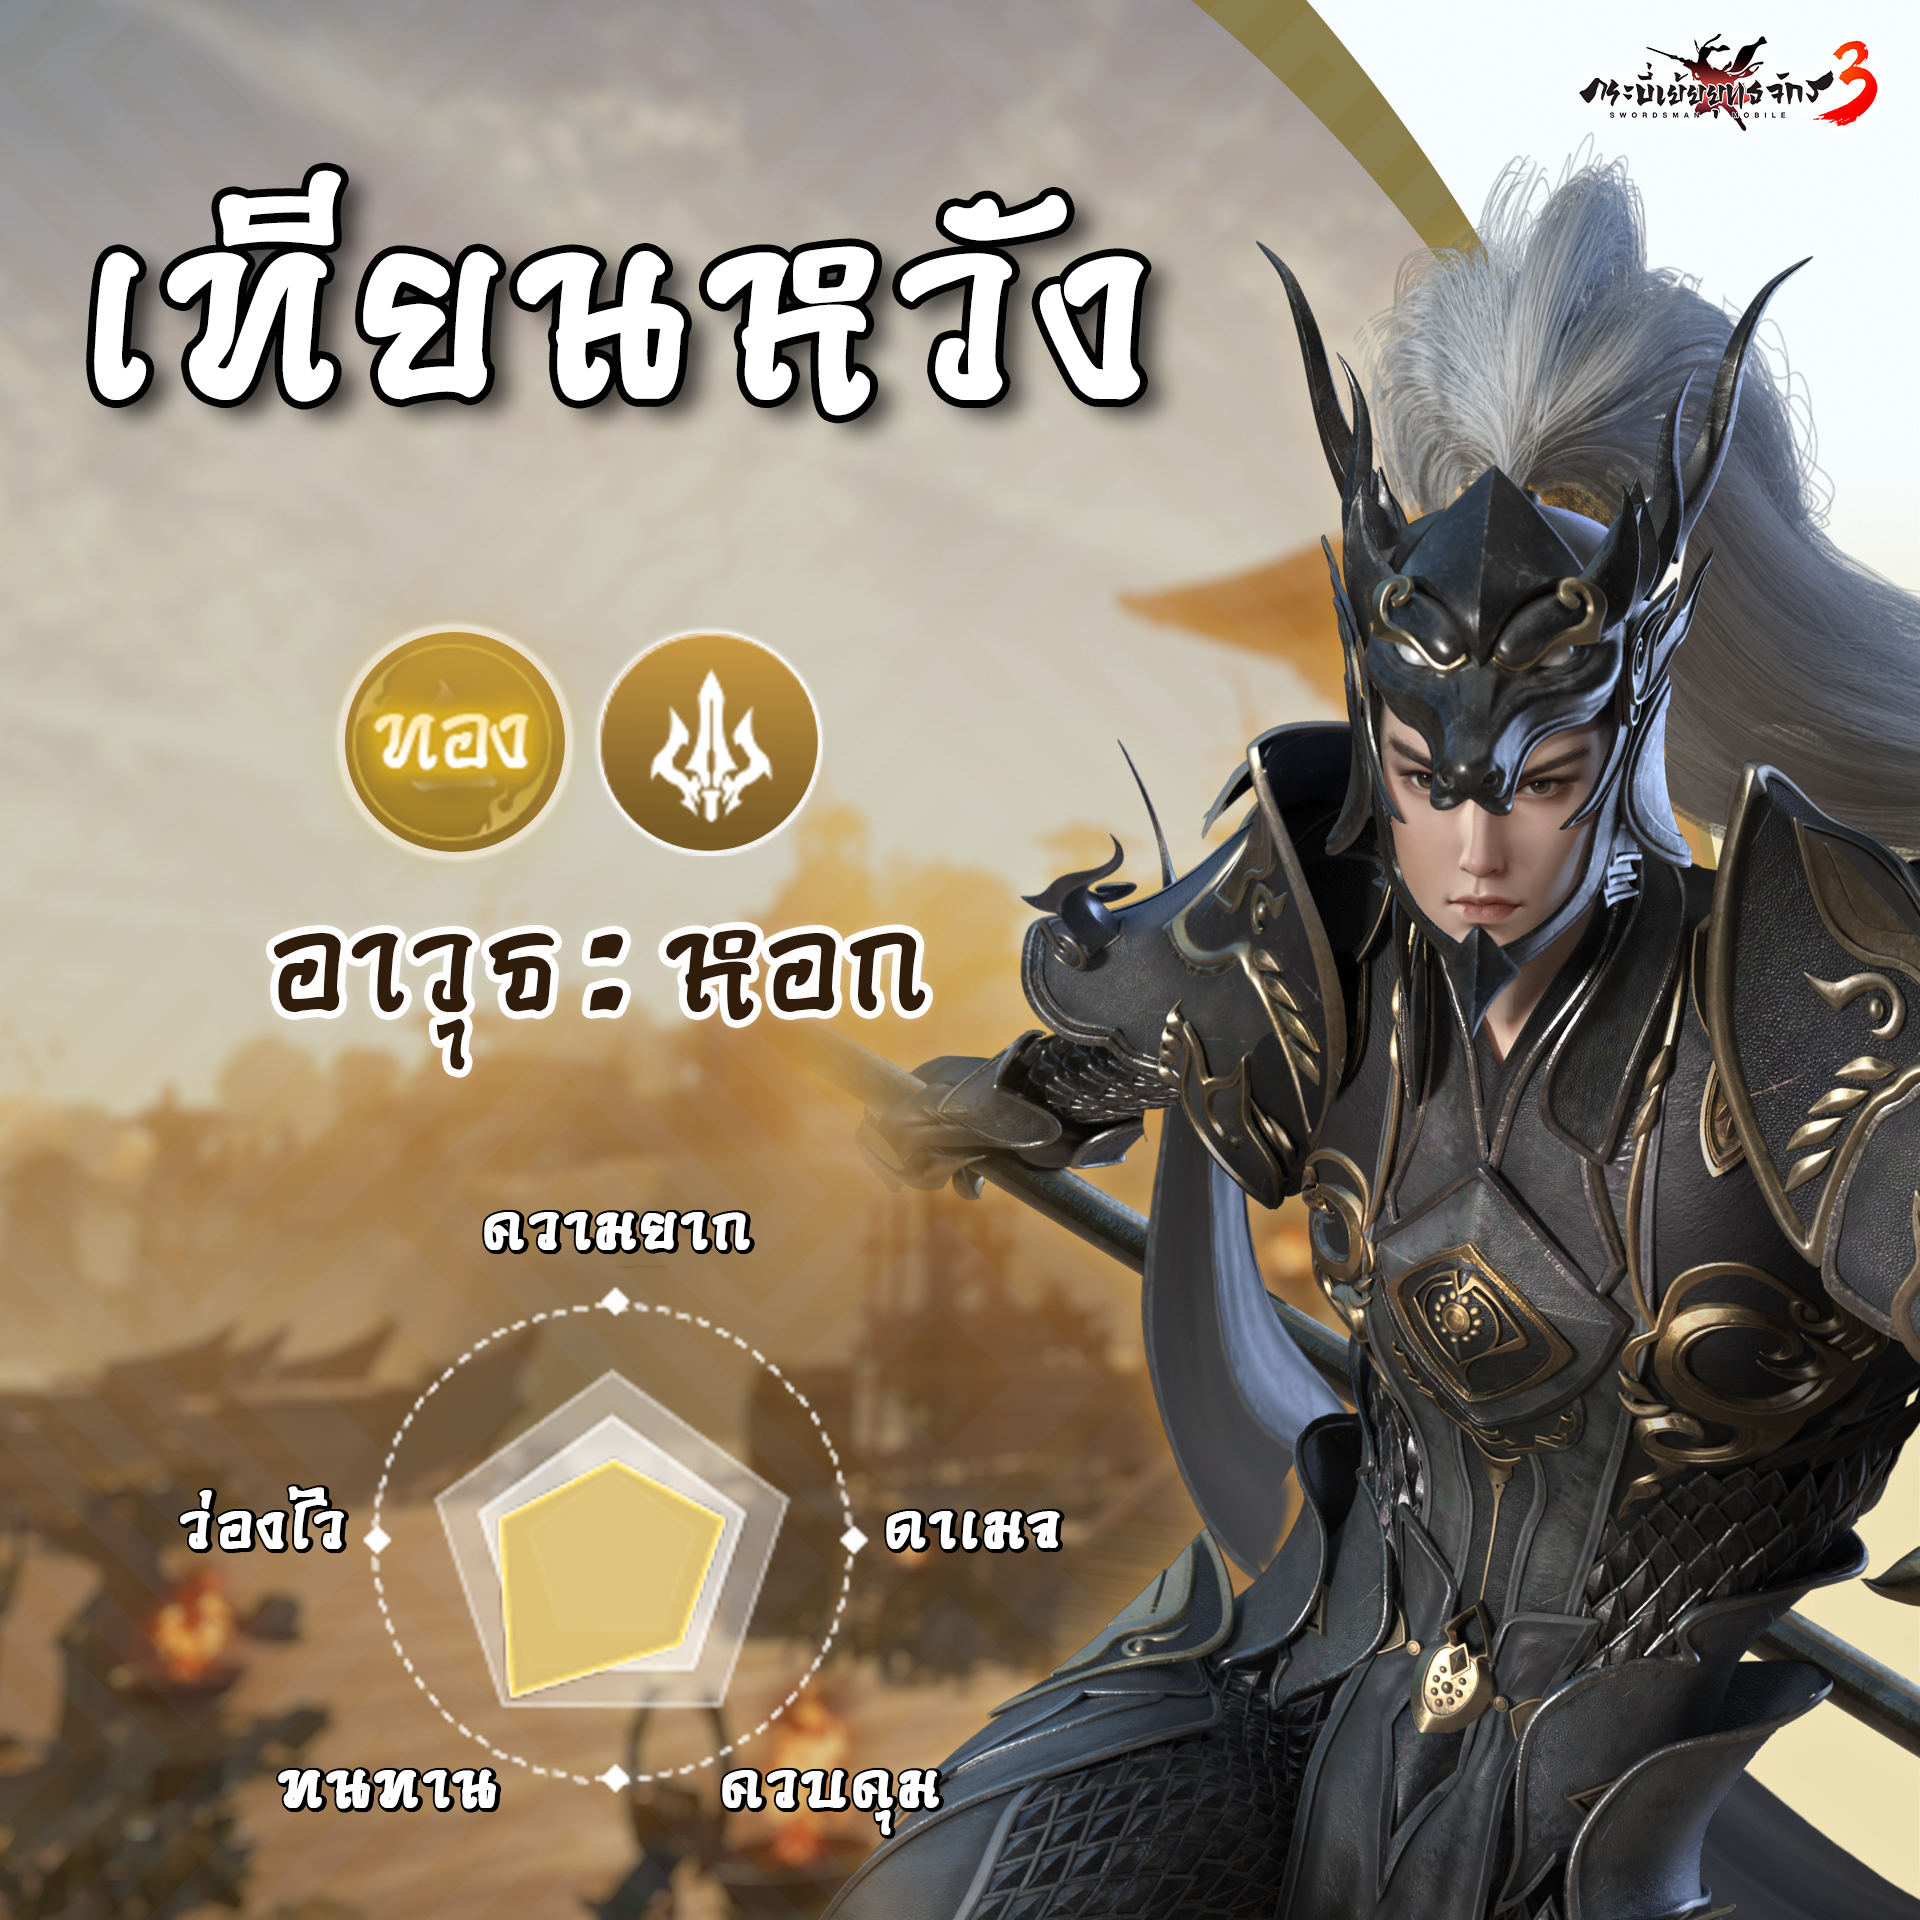 กระบี่เย้ยยุทธจักร 3
SWORDSMAN MOBILE
เทียนหวัง
ทอง
อาวุธ : หอก
ความยาก
ว่องไว
ดาเมจ
ทนทาน
ควบคุม